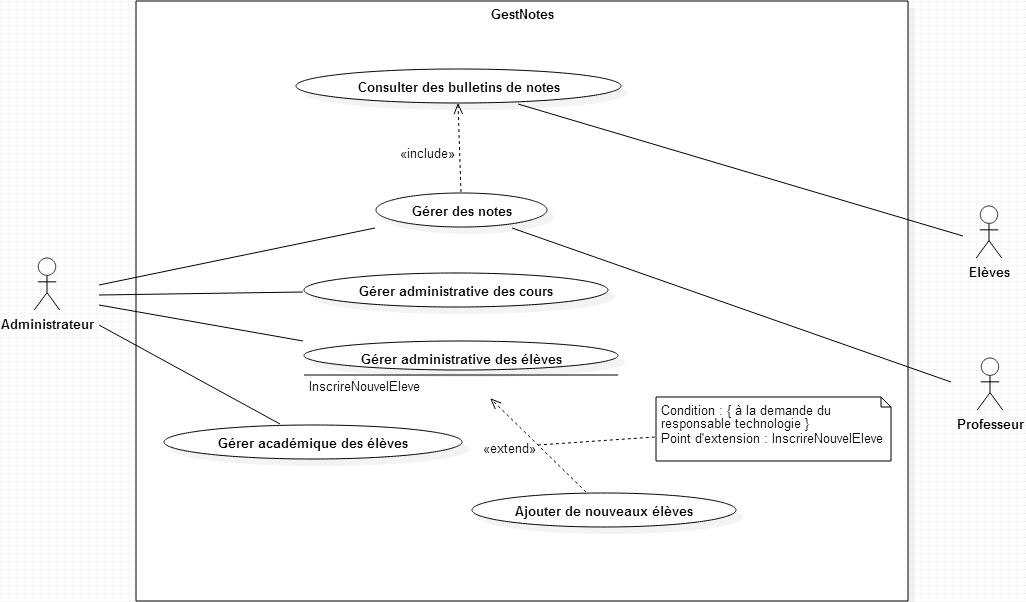 GestNotes
Consulter des bulletins de notes
«include»
Gérer des notes
Elèves
Gérer administrative des cours
Administrateur
Gérer administrative des élèves
InscrireNouvelEleve
Condition : { à la demande du
responsable technologie }
Point d'extension : InscrireNouvelEleve
Professeur
Gérer académique des élèves
«extend»
Ajouter de nouveaux élèves